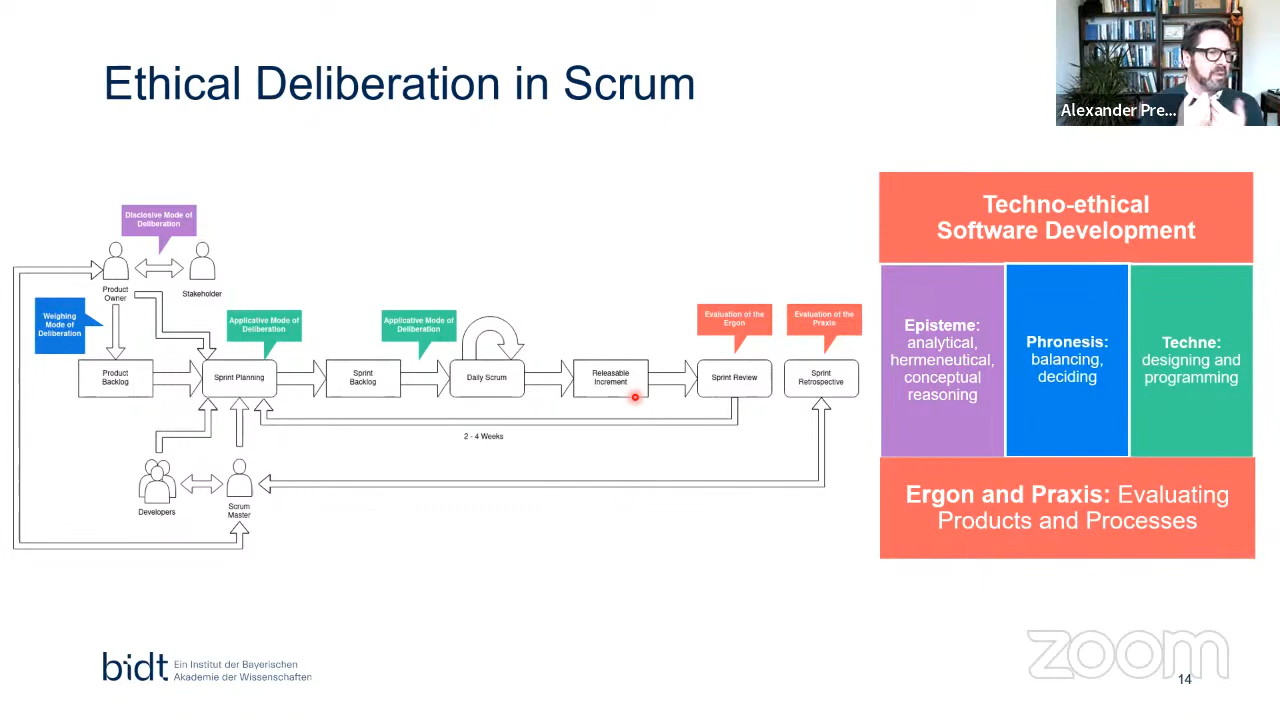 Ethical Deliberation in Scrum
Alexander Pre...
Disclosive Mode of
Deliberation
Product
Owner
Stakeholder
Weighing
Mode of
Deliberation
Applicative Mode of
Deliberation
Applicative Mode of
Deliberation
Evaluation of the
Ergon
Evaluation of the
Praxis
Product
Backlog
Sprint Planning
Sprint
Backlog
Daily Scrum
Releasable
Increment
Sprint Review
Sprint
Retrospective
2 - 4 Weeks
Developers
Scrum
Master
Techno-ethical
Software Development
Episteme:
analytical,
hermeneutical,
conceptual
reasoning
Phronesis:
balancing,
deciding
Techne:
designing and
programming
Ergon and Praxis: Evaluating
Products and Processes
bidt
Ein Institut der Bayerischen
Akademie der Wissenschaften
zoom
14